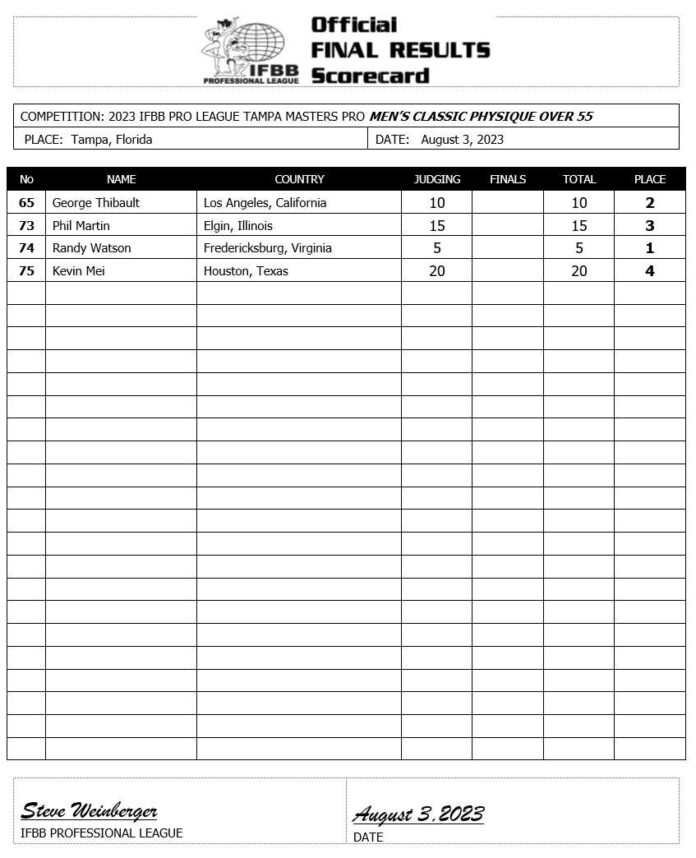 Official
FINAL RESULTS
Scorecard
IFBB
PROFESSIONAL LEAGUE
COMPETITION: 2023 IFBB PRO LEAGUE TAMPA MASTERS PRO MEN'S CLASSIC PHYSIQUE OVER 55
PLACE: Tampa, Florida DATE: August 3, 2023
No NAME COUNTRY JUDGING FINALS TOTAL PLACE
65 George Thibault Los Angeles, California 10 10 2
73 Phil Martin Elgin, Illinois 15 15 3
74 Randy Watson Fredericksburg, Virginia 5 5 1
75 Kevin Mei Houston, Texas 20 20 4
Steve Weinberger August 3, 2023
IFBB PROFESSIONAL LEAGUE DATE